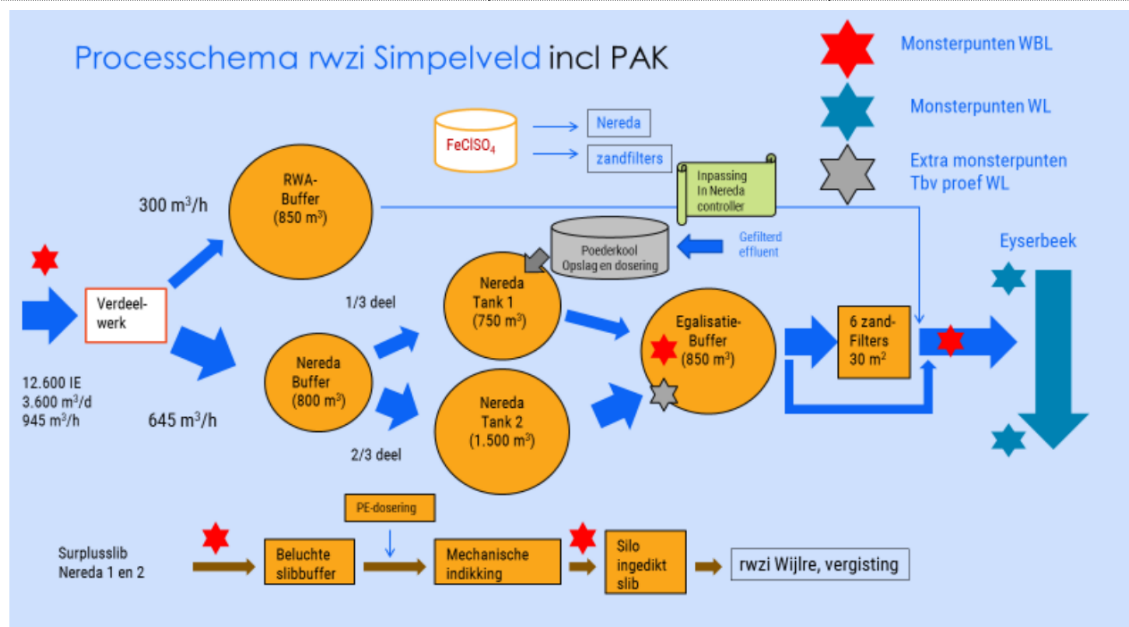 Processchema rwzi Simpelveld incl PAK
Monsterpunten WBL
Monsterpunten WL
Extra monsterpunten
Tbv proef WL
FeClSO₄
Nereda
zandfilters
RWA-
Buffer
(850 m³)
300 m³/h
Inpassing
In Nereda
controller
Poederkool
Opslag en dosering
Gefilterd
effluent
Eyserbeek
Verdeel-
werk
1/3 deel
Nereda
Tank 1
(750 m³)
Egalisatie-
Buffer
(850 m³)
6 zand-
Filters
30 m²
12.600 IE
3.600 m³/d
945 m³/h
645 m³/h
Nereda
Buffer
(800 m³)
Nereda
Tank 2
(1.500 m³)
2/3 deel
PE-dosering
Surplusslib
Nereda 1 en 2
Beluchte
slibbuffer
Mechanische
indikking
Silo
ingedikt
slib
rwzi Wijlre, vergisting